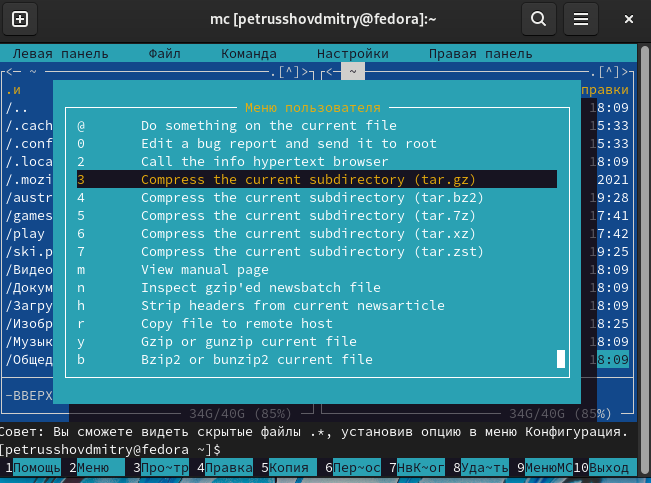 mc [petrusshovdmitry@fedora]:~
Левая панель Файл Команда Настройки Правая панель
<─ ~ .[^]> <─ ~ .[^]>
.и правки
Меню пользователя
/.. 18:09
@ Do something on the current file
/.cach 15:33
0 Edit a bug report and send it to root
/.conf 15:33
2 Call the info hypertext browser
/.loca 18:09
3 Compress the current subdirectory (tar.gz)
/.mozi 2021
4 Compress the current subdirectory (tar.bz2)
/austr 19:28
5 Compress the current subdirectory (tar.7z)
/games 17:41
6 Compress the current subdirectory (tar.xz)
/play 17:42
7 Compress the current subdirectory (tar.zst)
/ski.p 19:25
m View manual page
/Видео 18:09
n Inspect gzip'ed newsbatch file
/Докум 18:09
h Strip headers from current newsarticle
/Загру 18:09
r Copy file to remote host
/Изобр 18:25
y Gzip or gunzip current file
/Музык 18:09
b Bzip2 or bunzip2 current file
/Общед 18:09
-ВВЕРХ
34G/40G (85%) 34G/40G (85%)
Совет: Вы сможете видеть скрытые файлы .*, установив опцию в меню Конфигурация.
[petrusshovdmitry@fedora ~]$
1Помощь 2Меню 3Про~тр 4Правка 5Копия 6Пер~ос 7НвК~ог 8Уда~ть 9МенюМС 10Выход